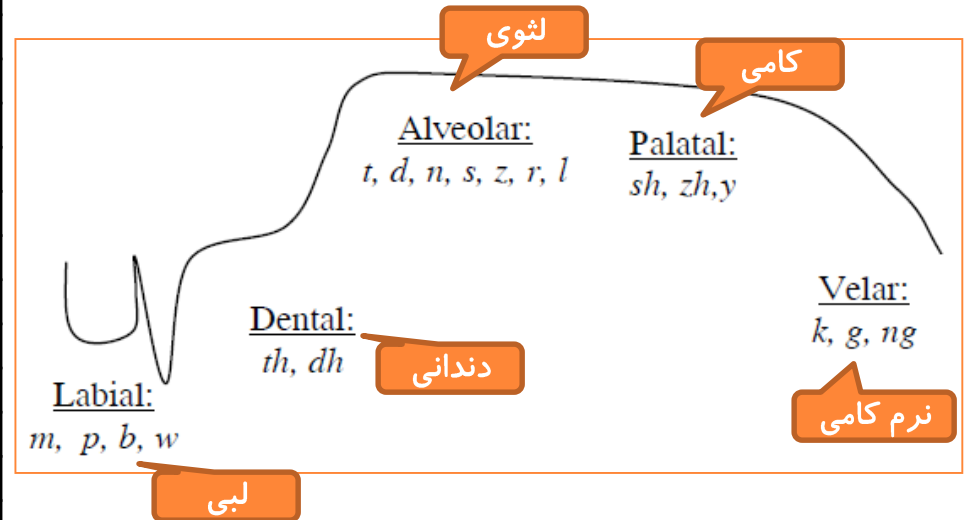 لثوی
کامی
Alveolar:
t, d, n, s, z, r, l
Palatal:
sh, zh,y
Velar:
k, g, ng
Dental:
th, dh
دندانی
نرم کامی
Labial:
m, p, b, w
لبی